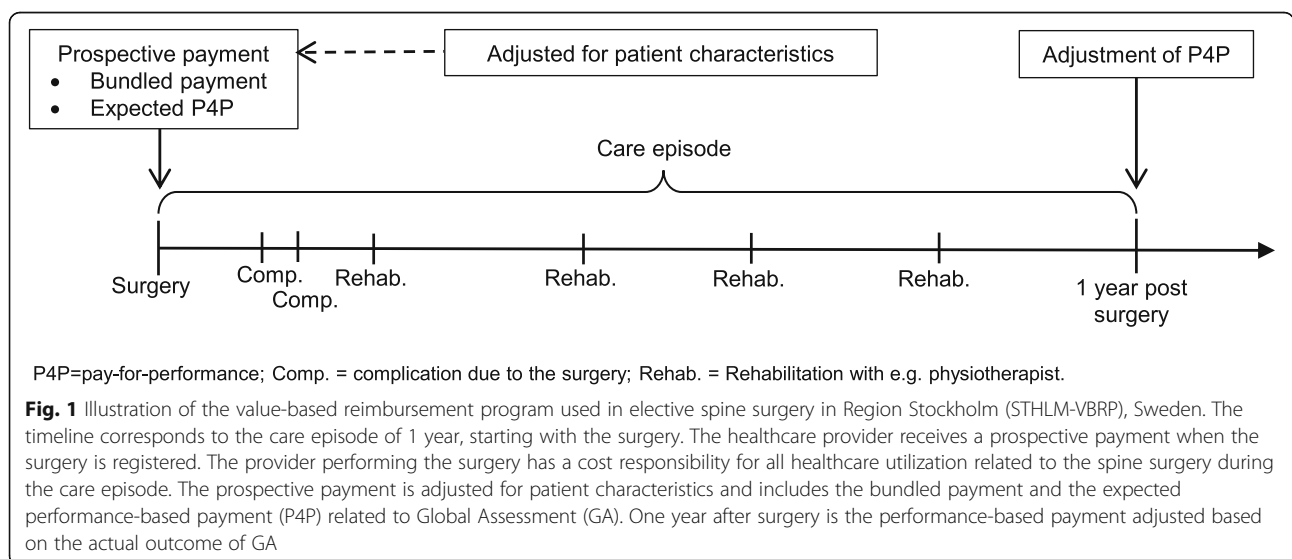 Prospective payment
• Bundled payment
• Expected P4P
Adjusted for patient characteristics
Adjustment of P4P
Care episode
Surgery
Comp.
Comp.
Rehab.
Rehab.
Rehab.
Rehab.
1 year post
surgery
P4P=pay-for-performance; Comp. = complication due to the surgery; Rehab. = Rehabilitation with e.g. physiotherapist.
Fig. 1 Illustration of the value-based reimbursement program used in elective spine surgery in Region Stockholm (STHLM-VBRP), Sweden. The
timeline corresponds to the care episode of 1 year, starting with the surgery. The healthcare provider receives a prospective payment when the
surgery is registered. The provider performing the surgery has a cost responsibility for all healthcare utilization related to the spine surgery during
the care episode. The prospective payment is adjusted for patient characteristics and includes the bundled payment and the expected
performance-based payment (P4P) related to Global Assessment (GA). One year after surgery is the performance-based payment adjusted based
on the actual outcome of GA